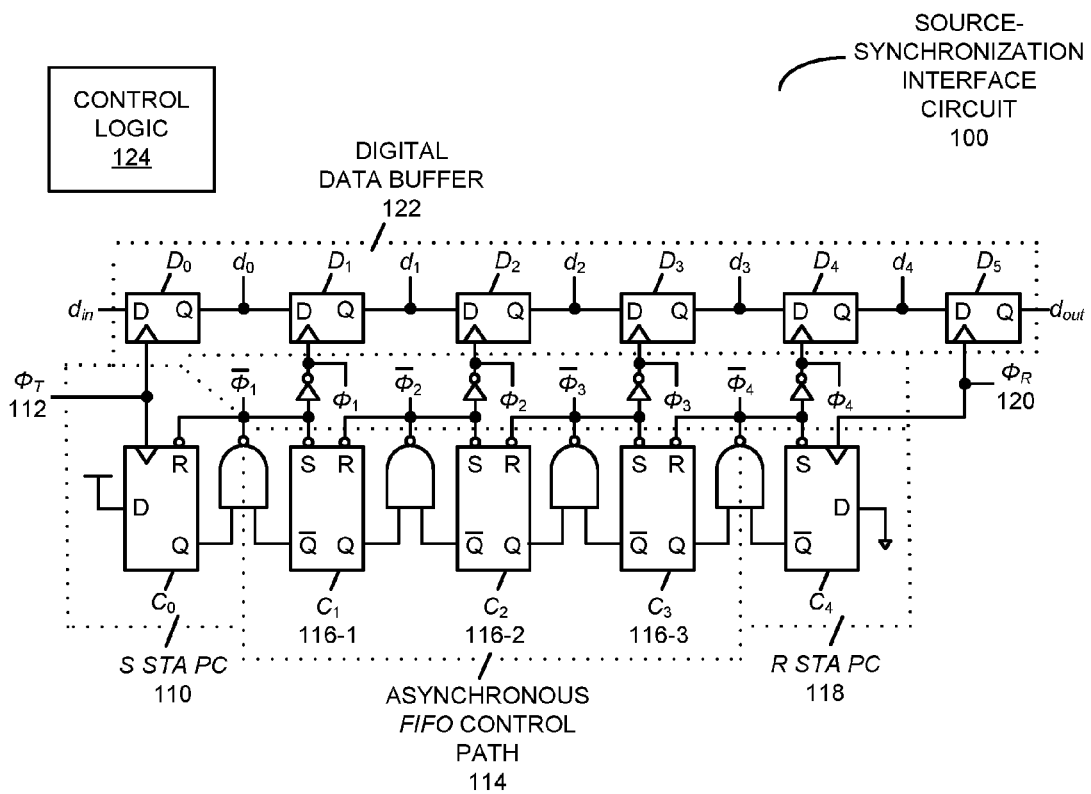 SOURCE-
SYNCHRONIZATION
INTERFACE
CIRCUIT
100
CONTROL
LOGIC
124
DIGITAL
DATA BUFFER
122
D0 d0 D1 d1 D2 d2 D3 d3 D4 d4 D5
din D Q D Q D Q D Q D Q D Q dout
ΦT
112
Φ̅1 Φ1 Φ̅2 Φ2 Φ̅3 Φ3 Φ̅4 Φ4
ΦR
120
R S R S R S R S
D D
Q Q̅ Q Q̅ Q Q̅ Q Q̅
C0 C1 C2 C3 C4
116-1 116-2 116-3
S STA PC
110
R STA PC
118
ASYNCHRONOUS
FIFO CONTROL
PATH
114